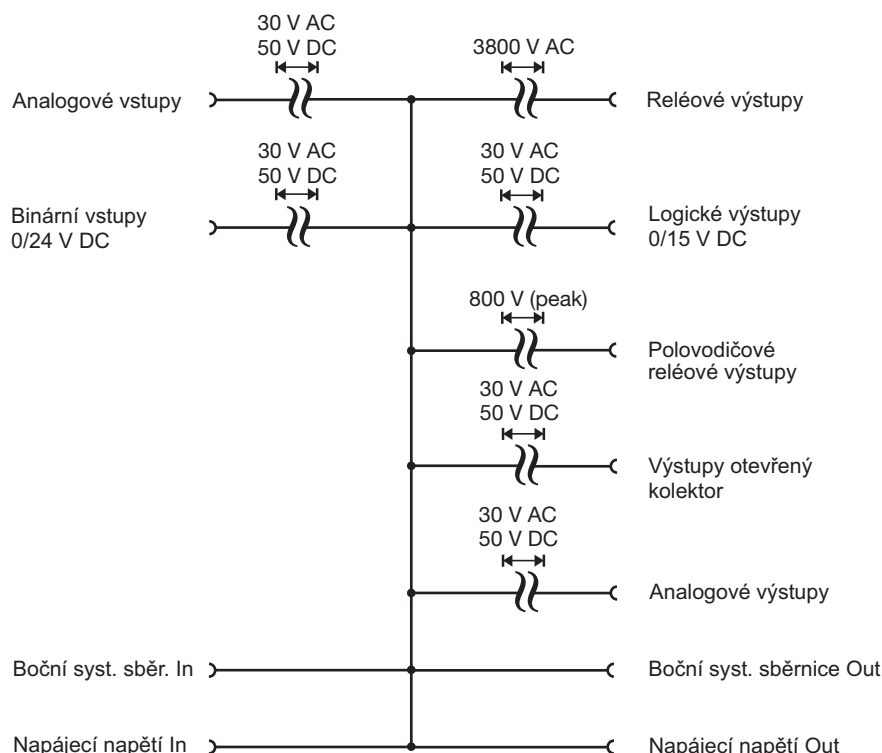 30 V AC
50 V DC
3800 V AC
Analogové vstupy
Reléové výstupy
30 V AC
50 V DC
30 V AC
50 V DC
Binární vstupy
0/24 V DC
Logické výstupy
0/15 V DC
800 V (peak)
Polovodičové
reléové výstupy
30 V AC
50 V DC
Výstupy otevřený
kolektor
30 V AC
50 V DC
Analogové výstupy
Boční syst. sběr. In
Boční syst. sběrnice Out
Napájecí napětí In
Napájecí napětí Out